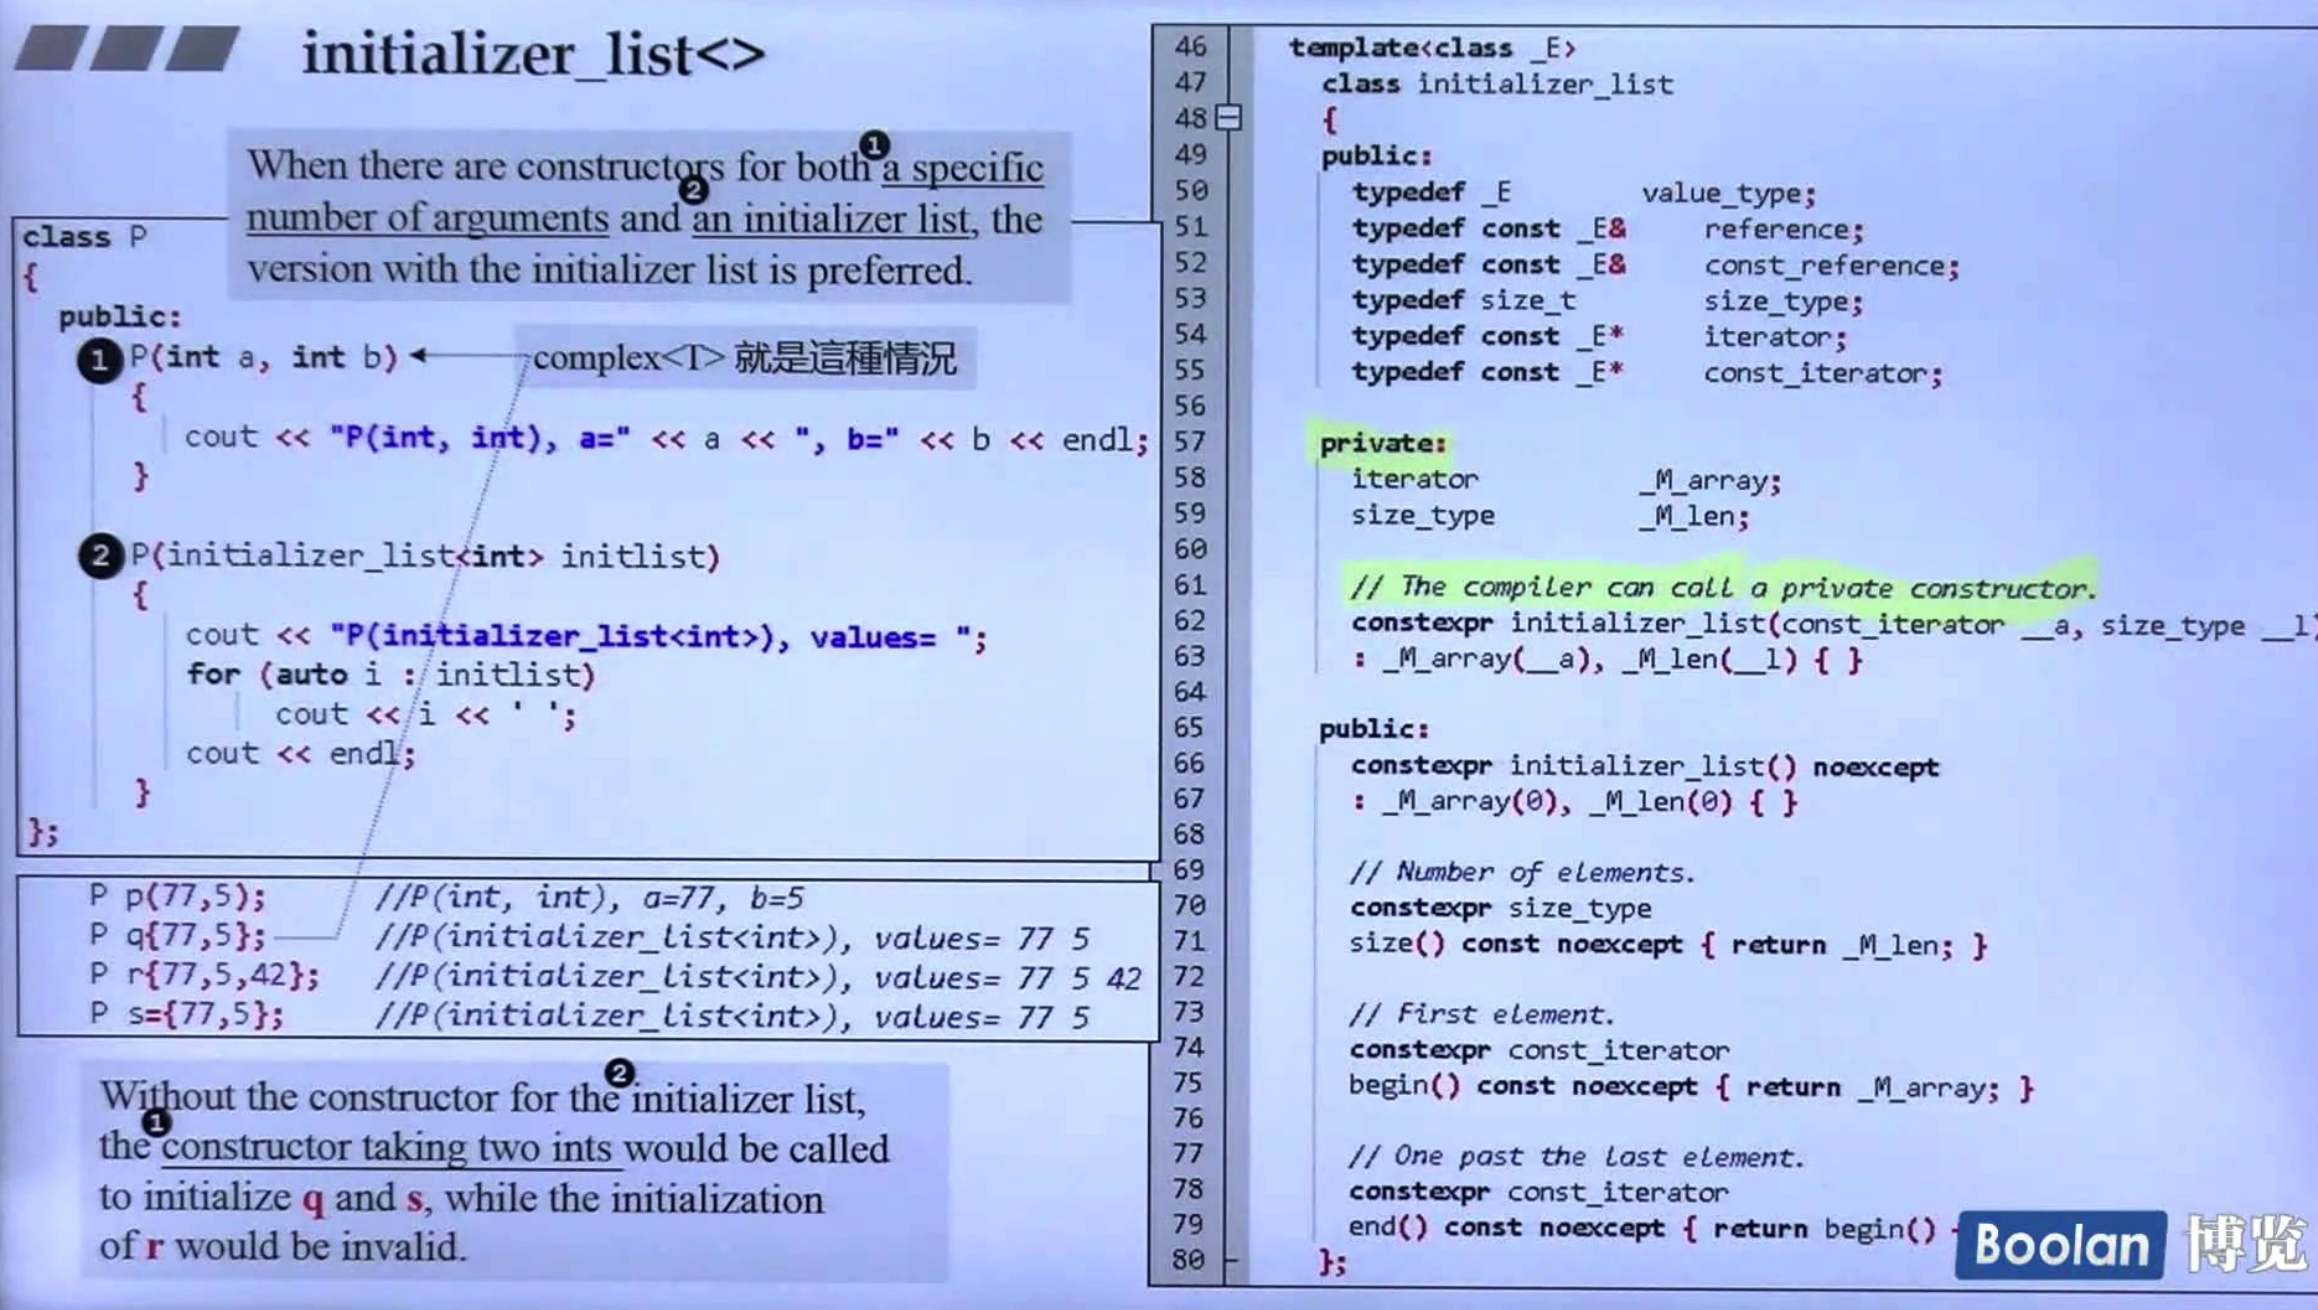 initializer_list<>
When there are constructors for both ❶ a specific
number of arguments and ❷ an initializer list, the
version with the initializer list is preferred.
class P
{
public:
❶ P(int a, int b)
complex<T> 就是這種情況
{
cout << "P(int, int), a=" << a << ", b=" << b << endl;
}
❷ P(initializer_list<int> initlist)
{
cout << "P(initializer_list<int>), values= ";
for (auto i : initlist)
cout << i << ' ';
cout << endl;
}
};
P p(77,5); //P(int, int), a=77, b=5
P q{77,5}; //P(initializer_list<int>), values= 77 5
P r{77,5,42}; //P(initializer_list<int>), values= 77 5 42
P s={77,5}; //P(initializer_list<int>), values= 77 5
Without the constructor for the ❷ initializer list,
the ❶ constructor taking two ints would be called
to initialize q and s, while the initialization
of r would be invalid.
46 template<class _E>
47 class initializer_list
48 {
49 public:
50 typedef _E value_type;
51 typedef const _E& reference;
52 typedef const _E& const_reference;
53 typedef size_t size_type;
54 typedef const _E* iterator;
55 typedef const _E* const_iterator;
56
57 private:
58 iterator _M_array;
59 size_type _M_len;
60
61 // The compiler can call a private constructor.
62 constexpr initializer_list(const_iterator __a, size_type __l)
63 : _M_array(__a), _M_len(__l) { }
64
65 public:
66 constexpr initializer_list() noexcept
67 : _M_array(0), _M_len(0) { }
68
69 // Number of elements.
70 constexpr size_type
71 size() const noexcept { return _M_len; }
72
73 // First element.
74 constexpr const_iterator
75 begin() const noexcept { return _M_array; }
76
77 // One past the last element.
78 constexpr const_iterator
79 end() const noexcept { return begin()
80 };
Boolan 博览